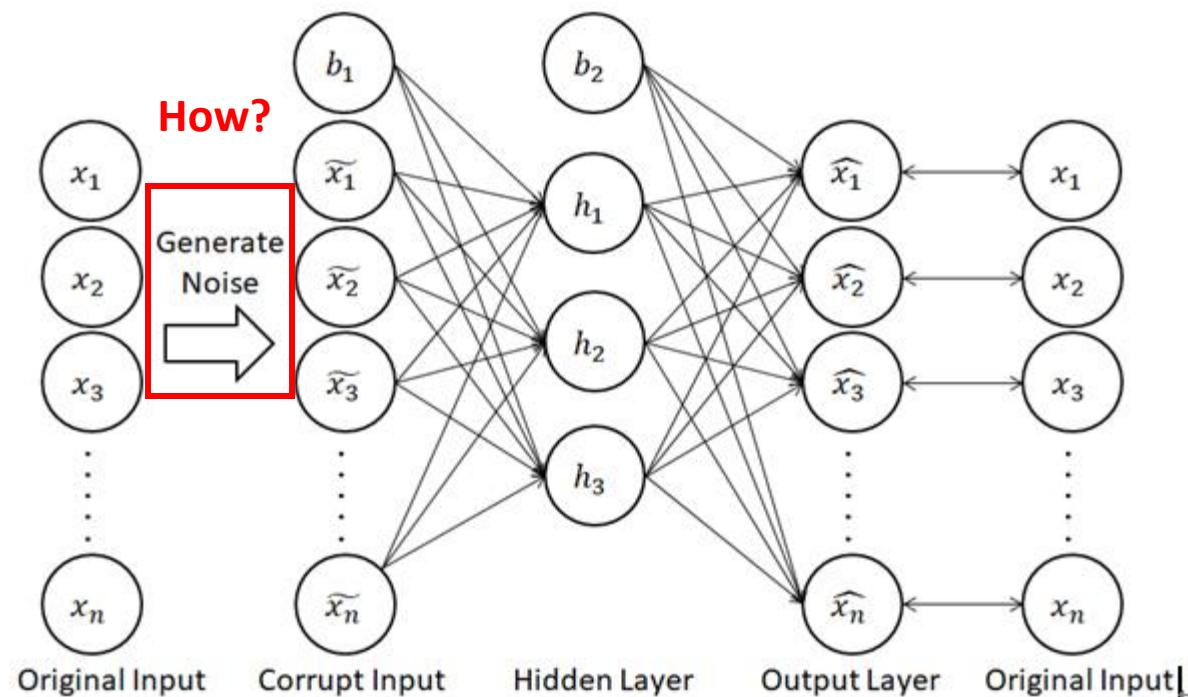 b₁
b₂
How?
x₁
x̃₁
h₁
x̂₁
x₁
Generate
Noise
x₂
x̃₂
x̂₂
x₂
h₂
x₃
x̃₃
x̂₃
x₃
h₃
xₙ
x̃ₙ
x̂ₙ
xₙ
Original Input
Corrupt Input
Hidden Layer
Output Layer
Original Input